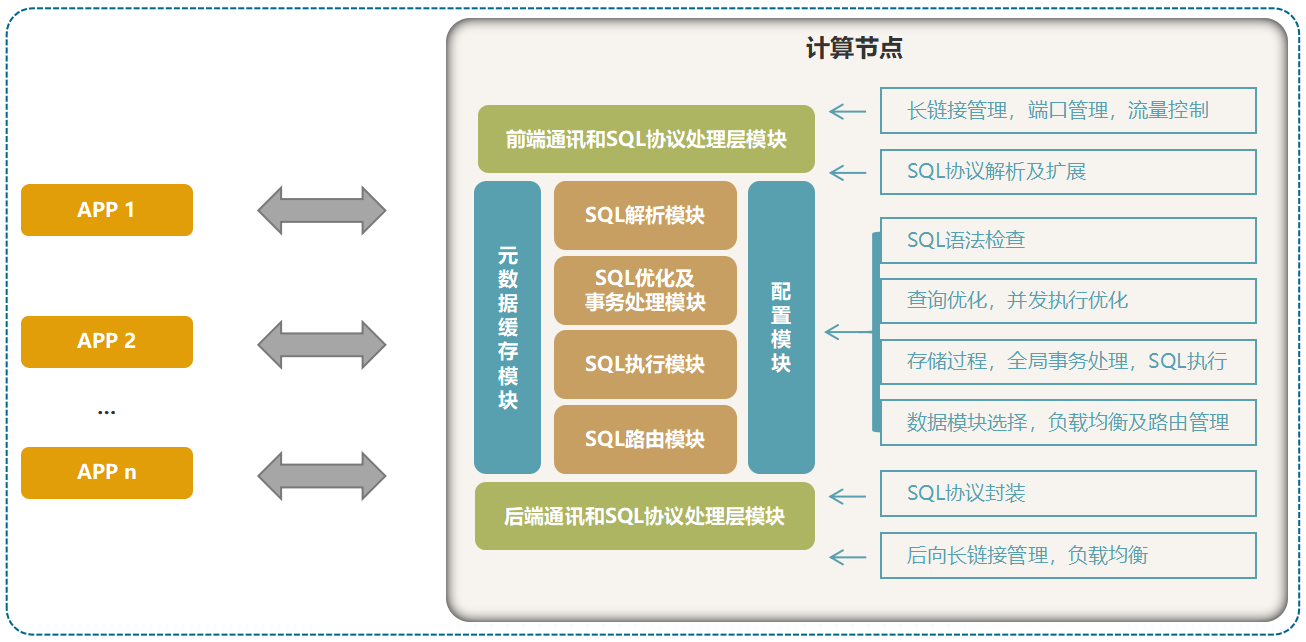 计算节点
前端通讯和SQL协议处理层模块
长链接管理，端口管理，流量控制
SQL协议解析及扩展
APP 1
APP 2
...
APP n
元数据缓存模块
SQL解析模块
SQL优化及
事务处理模块
SQL执行模块
SQL路由模块
配置模块
SQL语法检查
查询优化，并发执行优化
存储过程，全局事务处理，SQL执行
数据模块选择，负载均衡及路由管理
后端通讯和SQL协议处理层模块
SQL协议封装
后向长链接管理，负载均衡